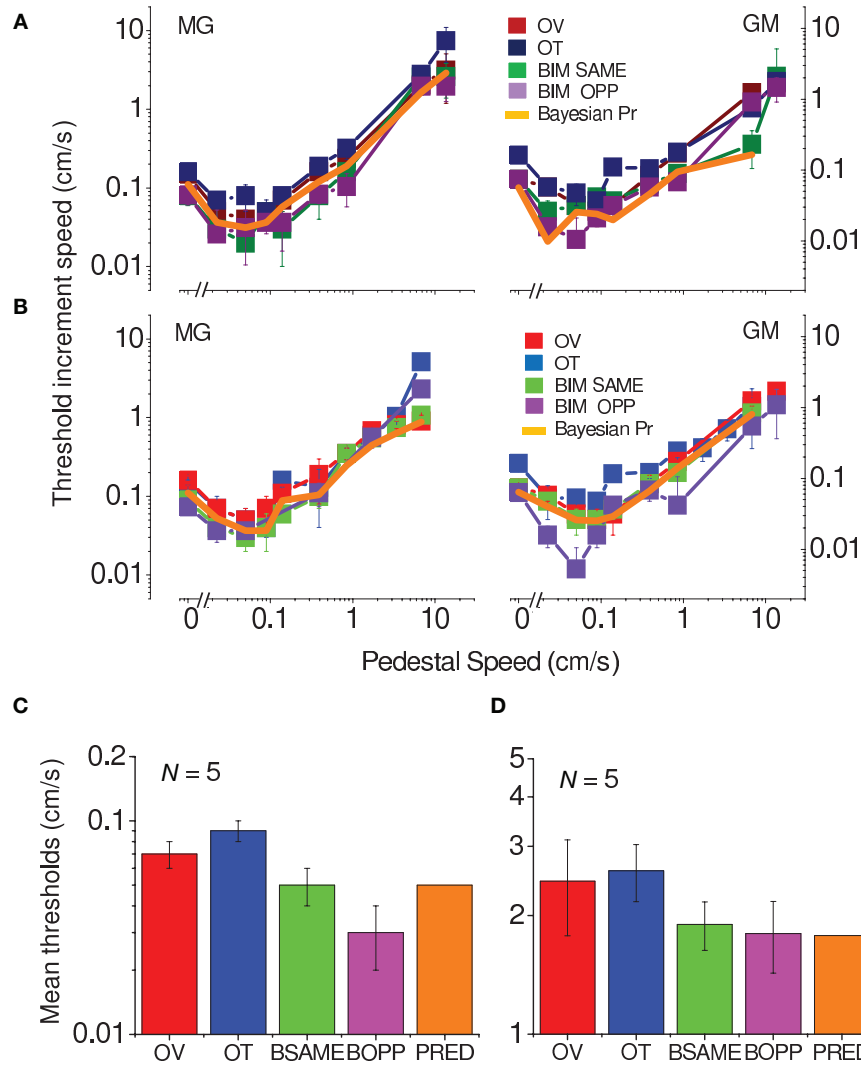 A
MG
GM
OV
OT
BIM SAME
BIM OPP
Bayesian Pr
10
1
0.1
0.01
10
1
0.1
0.01
Threshold increment speed (cm/s)
B
MG
GM
OV
OT
BIM SAME
BIM OPP
Bayesian Pr
10
1
0.1
0.01
10
1
0.1
0.01
0 // 0.1 1 10
0 // 0.1 1 10
Pedestal Speed (cm/s)
C
D
Mean thresholds (cm/s)
0.2
0.1
0.01
N = 5
OV OT BSAME BOPP PRED
5
4
3
2
1
N = 5
OV OT BSAME BOPP PRED